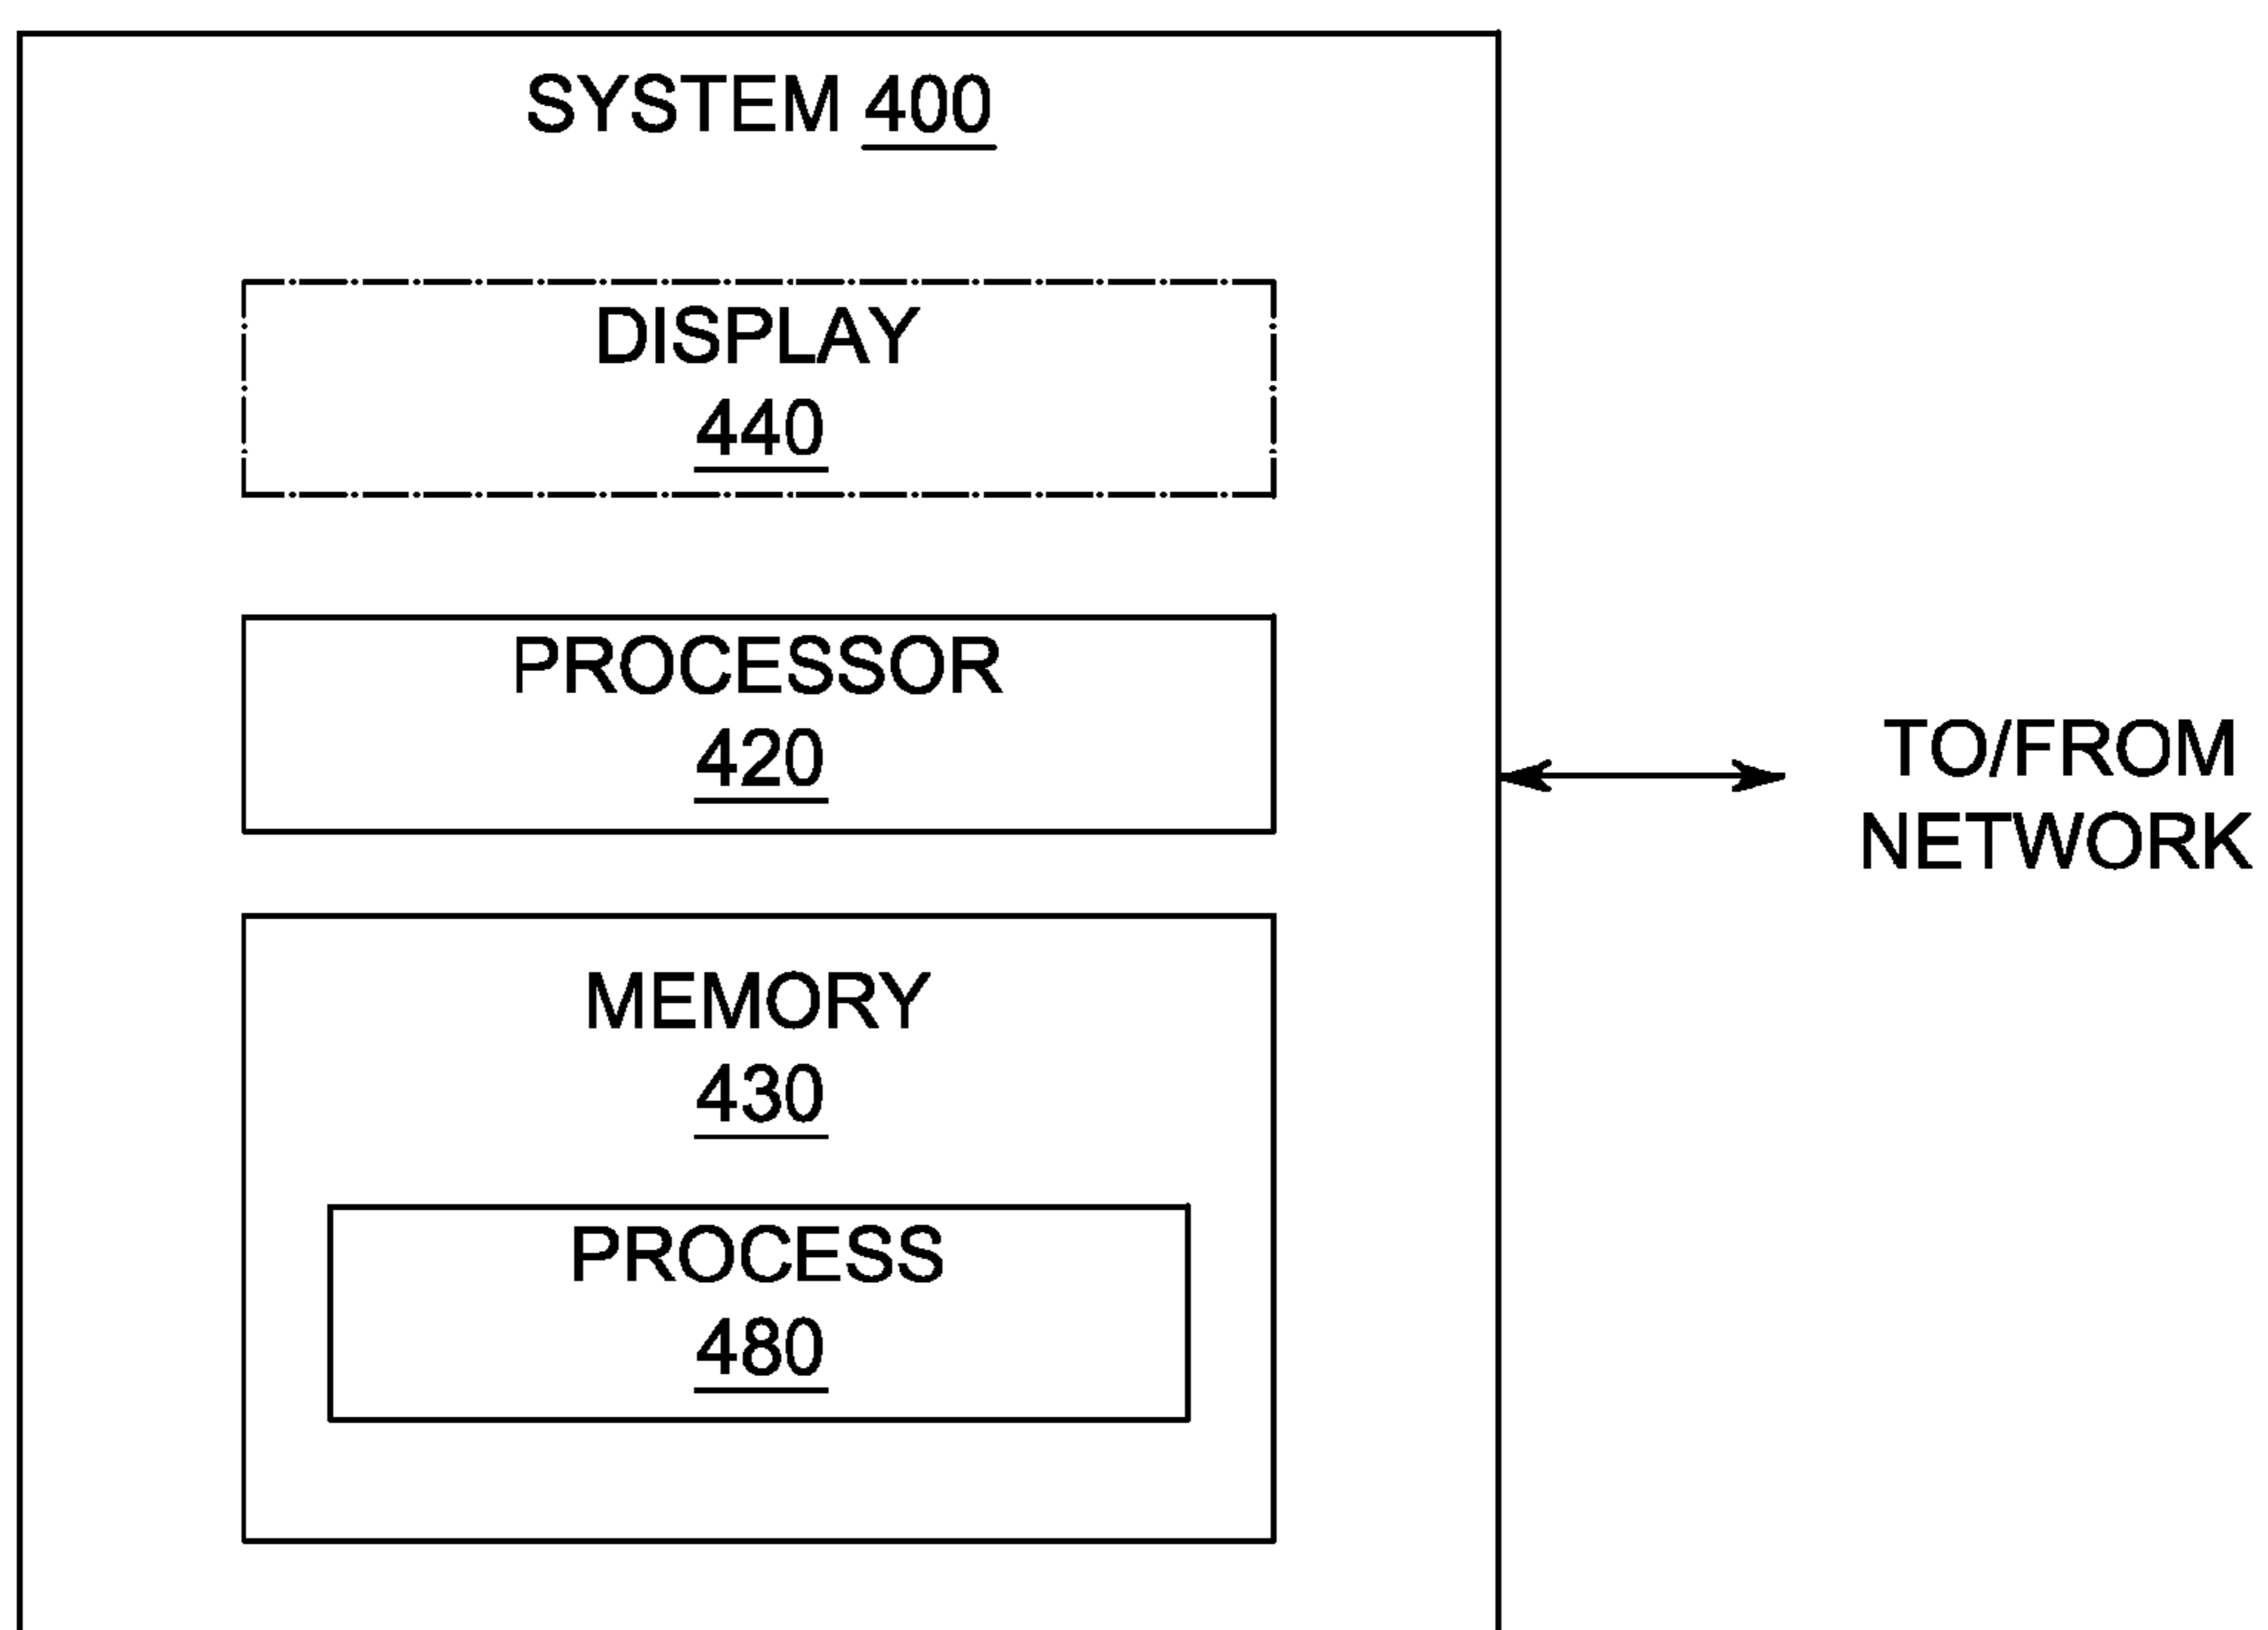 SYSTEM 400
DISPLAY
440
PROCESSOR
420
TO/FROM
NETWORK
MEMORY
430
PROCESS
480